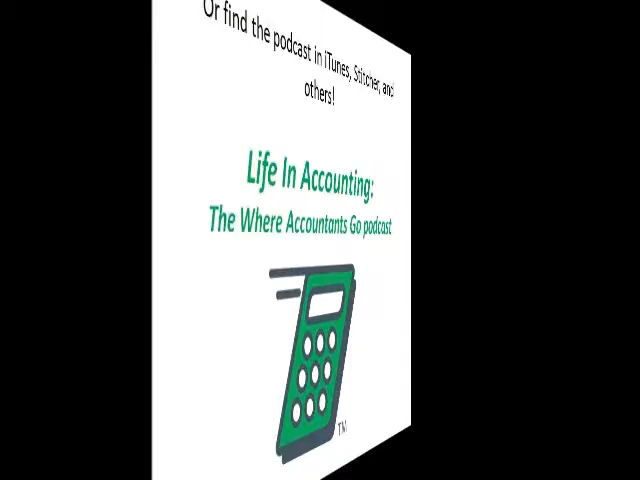 Or find the podcast in iTunes, Stitcher, and
others!
Life In Accounting:
The Where Accountants Go podcast
TM